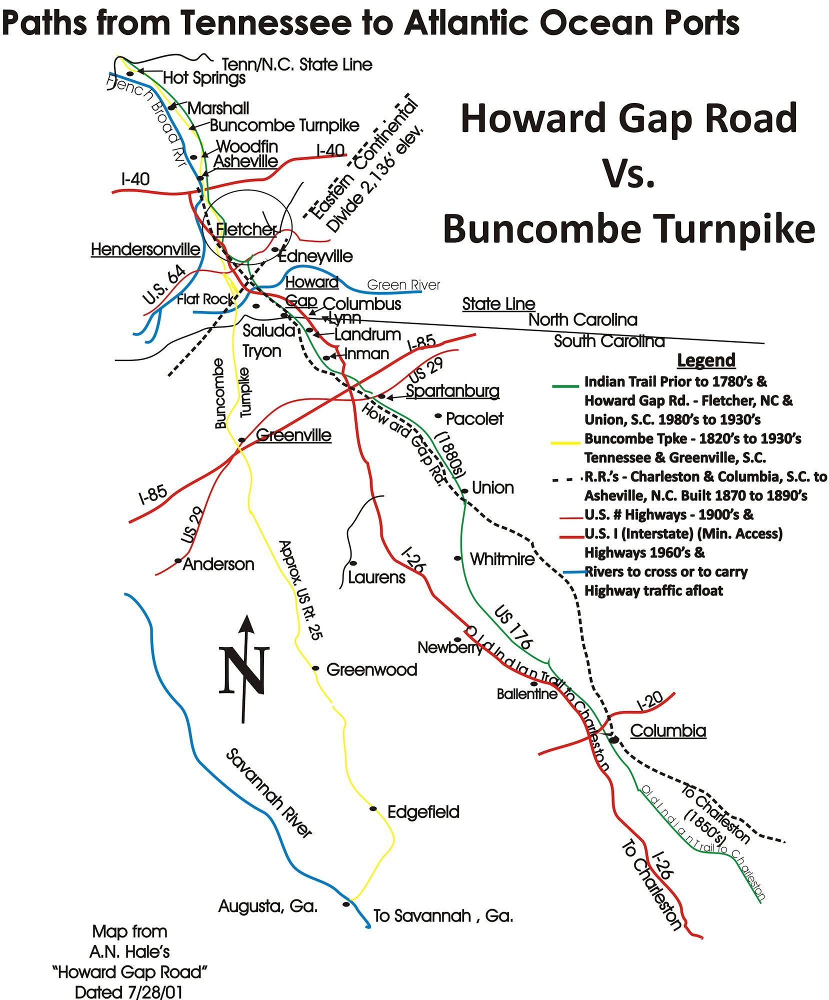 Paths from Tennessee to Atlantic Ocean Ports
Tenn/N.C. State Line
Hot Springs
French Broad Rvr
Marshall
Buncombe Turnpike
Woodfin
Asheville
I-40
I-40
Eastern Continental
Divide 2,136' elev.
Howard Gap Road
Vs.
Buncombe Turnpike
Fletcher
Hendersonville
Edneyville
U.S. 64
Howard
Gap
Green River
Flat Rock
Columbus
Lynn
State Line
North Carolina
South Carolina
Saluda
Landrum
Tryon
Inman
I-85
US 29
Buncombe
Turnpike
Spartanburg
Pacolet
Howard Gap Rd.
(1880s)
Greenville
Union
I-85
US 29
Anderson
Legend
Indian Trail Prior to 1780's &
Howard Gap Rd. - Fletcher, NC &
Union, S.C. 1980's to 1930's
Buncombe Tpke - 1820's to 1930's
Tennessee & Greenville, S.C.
R.R.'s - Charleston & Columbia, S.C. to
Asheville, N.C. Built 1870 to 1890's
U.S. # Highways - 1900's &
U.S. I (Interstate) (Min. Access)
Highways 1960's &
Rivers to cross or to carry
Highway traffic afloat
Approx. US Rt. 25
Laurens
I-26
Whitmire
US 176
Newberry
Old Indian Trail to Charleston
Ballentine
N
Greenwood
I-20
Columbia
Savannah River
Edgefield
To Charleston
(1850's)
Old Indian Trail to Charleston
I-26
To Charleston
Augusta, Ga.
To Savannah , Ga.
Map from
A.N. Hale's
"Howard Gap Road"
Dated 7/28/01